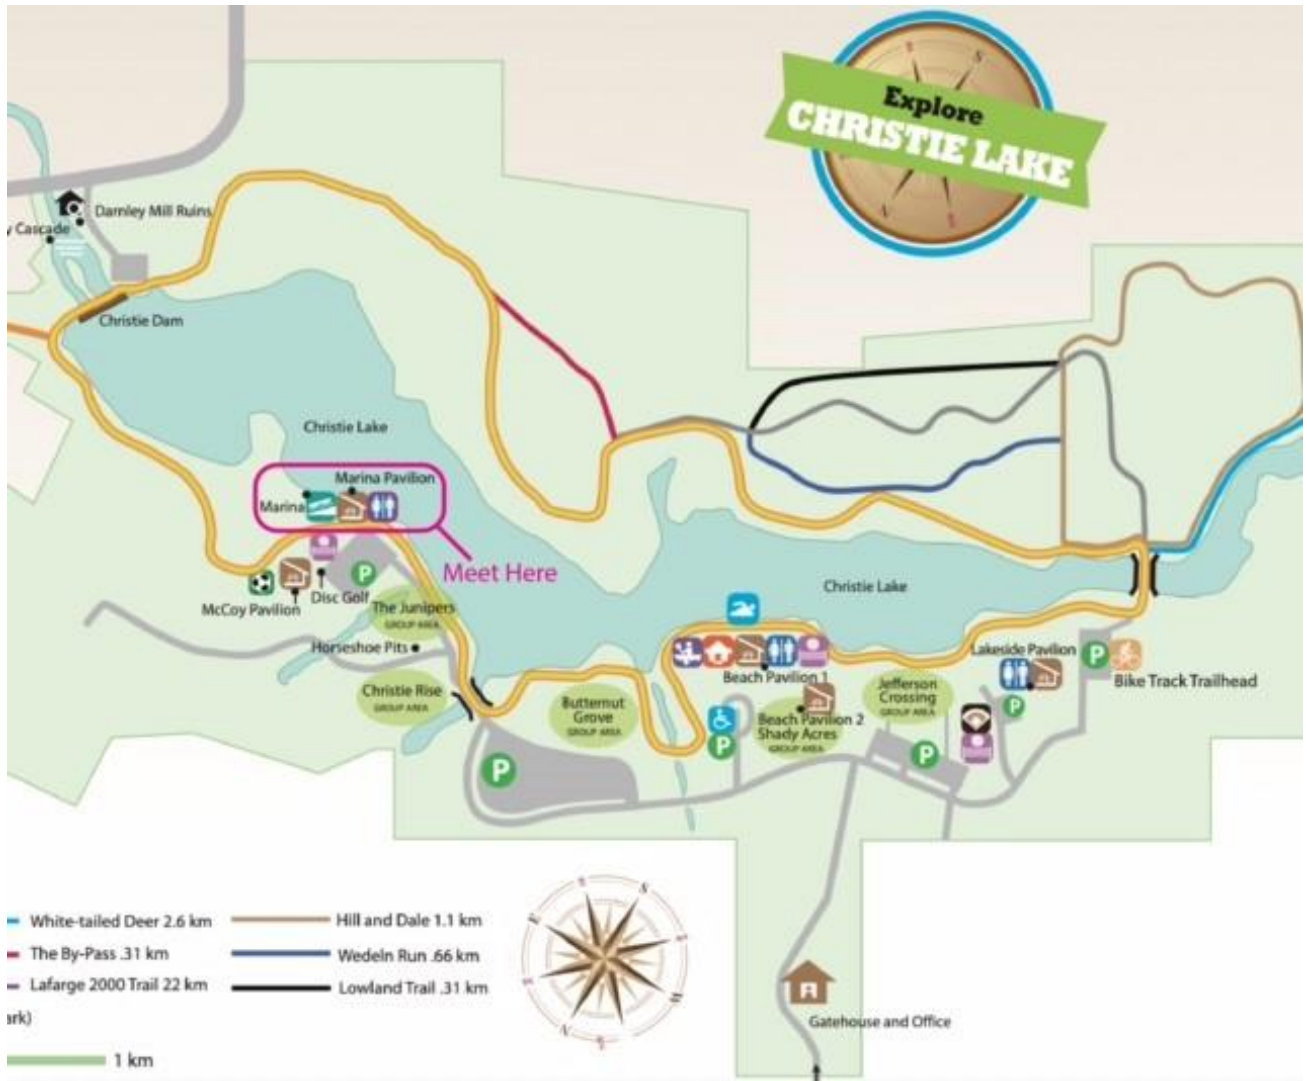 Explore
CHRISTIE LAKE
Darnley Mill Ruins
y Cascade
Christie Dam
Christie Lake
Marina Pavilion
Marina
Meet Here
P
Disc Golf
McCoy Pavilion
The Junipers
GROUP AREA
Horseshoe Pits
Christie Rise
GROUP AREA
Butternut
Grove
GROUP AREA
Christie Lake
Beach Pavilion 1
Beach Pavilion 2
Shady Acres
GROUP AREA
Jefferson
Crossing
GROUP AREA
Lakeside Pavilion
P
Bike Track Trailhead
P
P
P
P
White-tailed Deer 2.6 km
The By-Pass .31 km
Lafarge 2000 Trail 22 km
ark)
1 km
Hill and Dale 1.1 km
Wedeln Run .66 km
Lowland Trail .31 km
S
N
Gatehouse and Office